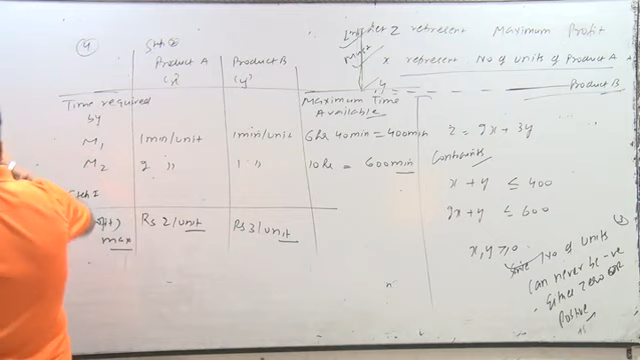 4
Step ①
Product A
(x)
Product B
(y)
Time required
by
Maximum Time
Available
M1 1min/unit 1min/unit 6hr 40min = 400min
M2 2 ,, 1 ,, 10hr = 600min
Step I
max
Rs 2/unit
Rs 3/unit
Let Z represent Maximum Profit
x represent No of units of Product A
y
Product B
z = 2x + 3y
Constraints
x + y ≤ 400
2x + y ≤ 600
x, y ≥ 0
Since No of units
can never be -ve
Either zero OR
Positive